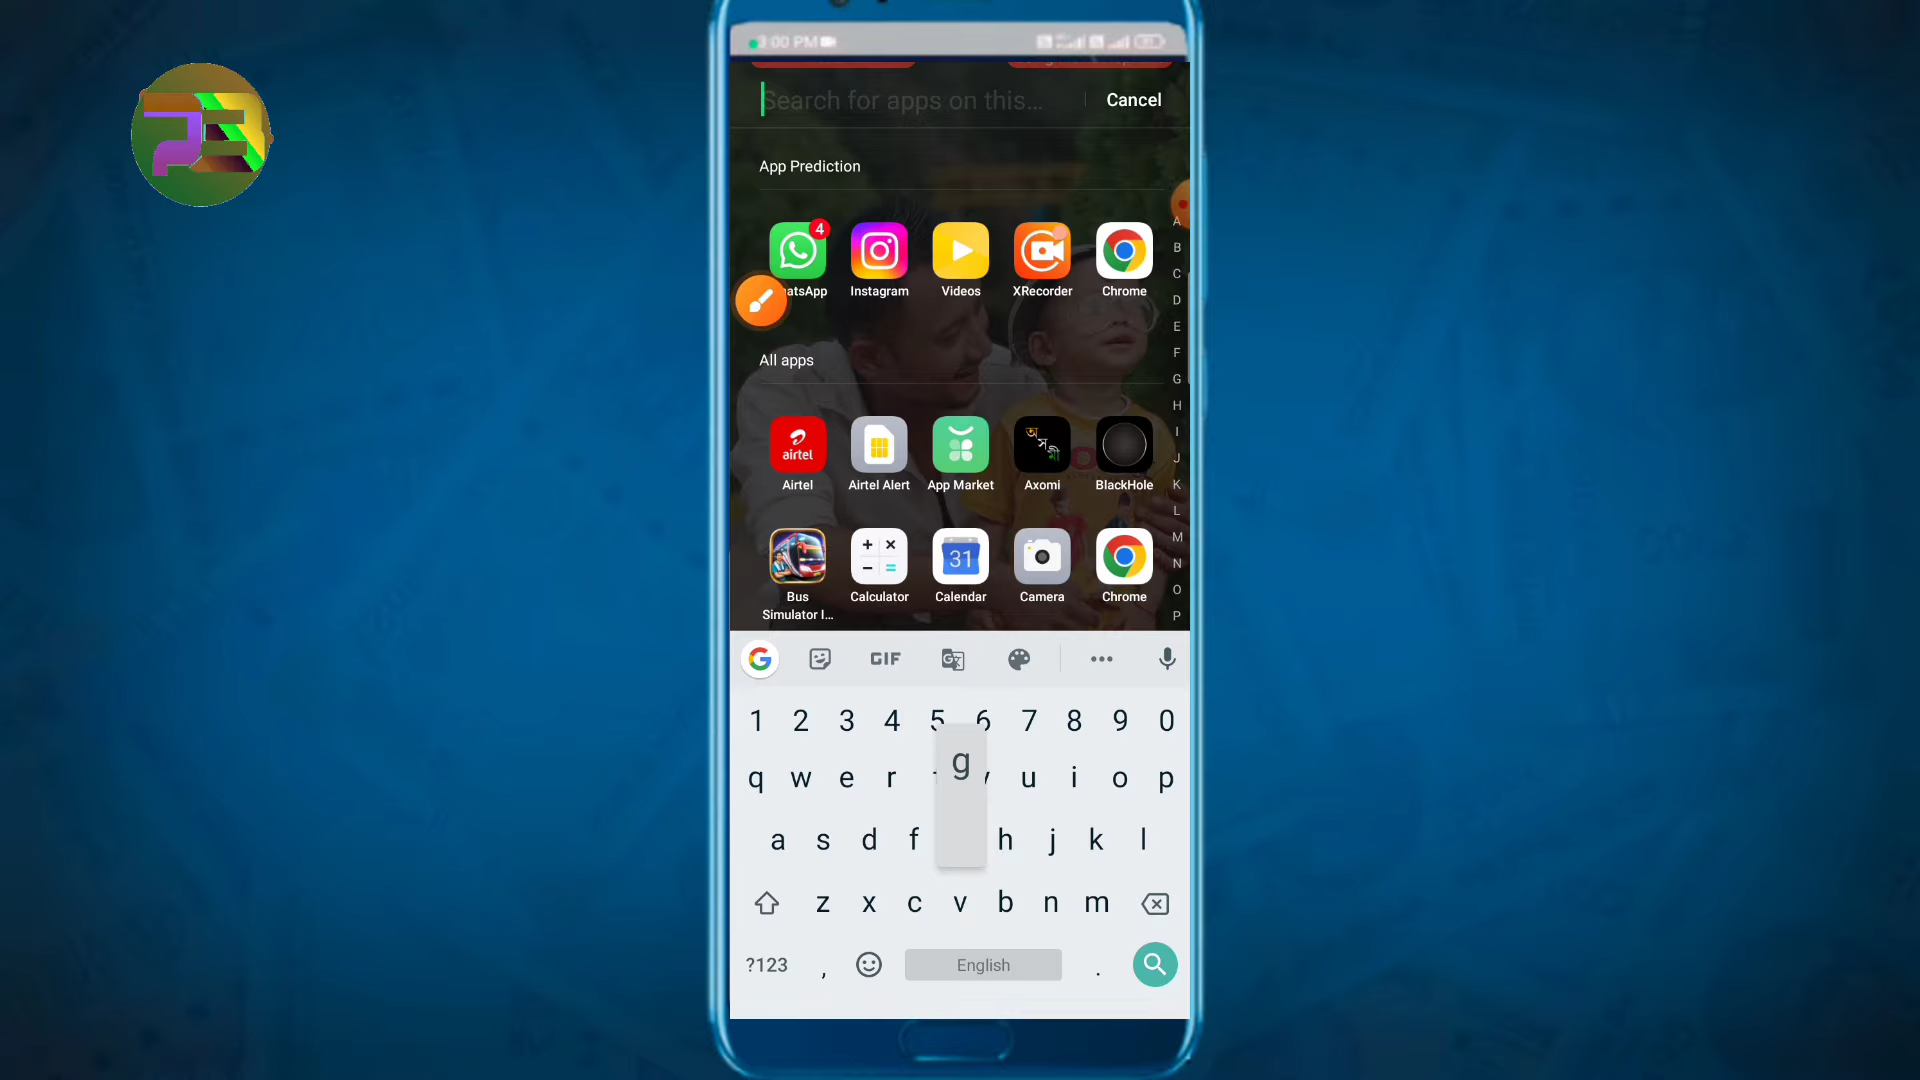 3:00 PM
Search for apps on this...
Cancel
App Prediction
4
atsApp
Instagram
Videos
XRecorder
Chrome
All apps
airtel
অ
স
মী
31
Airtel
Airtel Alert
App Market
Axomi
BlackHole
Bus
Simulator I...
Calculator
Calendar
Camera
Chrome
A
B
C
D
E
F
G
H
I
J
K
L
M
N
O
P
GIF
1 2 3 4 5 6 7 8 9 0
q w e r y u i o p
g
a s d f h j k l
z x c v b n m
?123 , English .